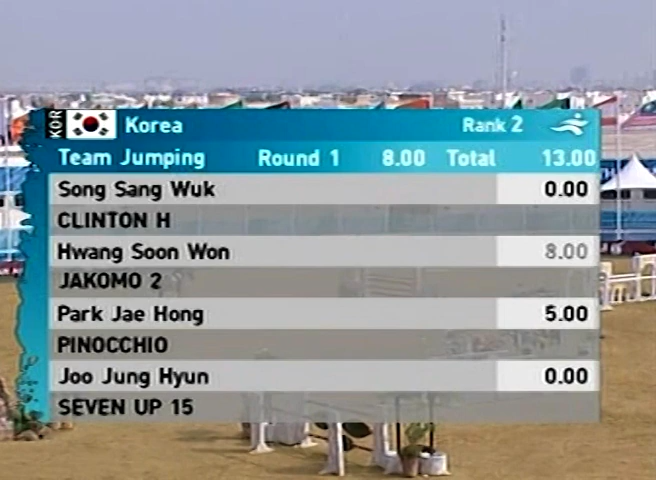 KOR Korea Rank 2
Team Jumping Round 1 8.00 Total 13.00
Song Sang Wuk 0.00
CLINTON H
Hwang Soon Won 8.00
JAKOMO 2
Park Jae Hong 5.00
PINOCCHIO
Joo Jung Hyun 0.00
SEVEN UP 15